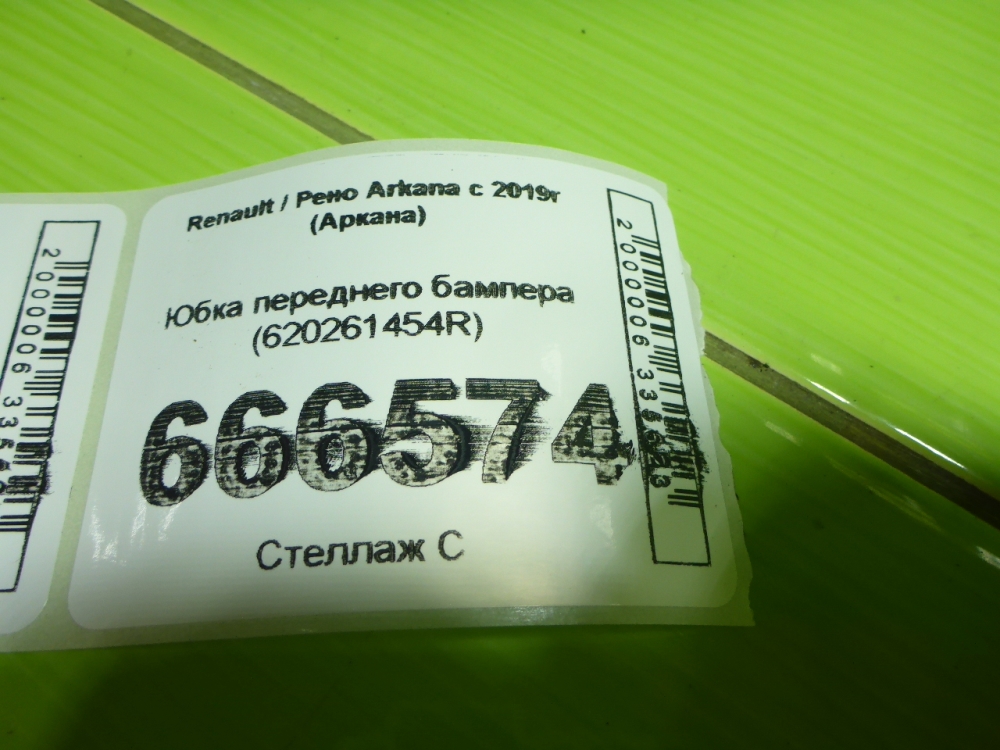 Renault / Рено Arkana с 2019г
(Аркана)
Юбка переднего бампера
(620261454R)
666574
Стеллаж С